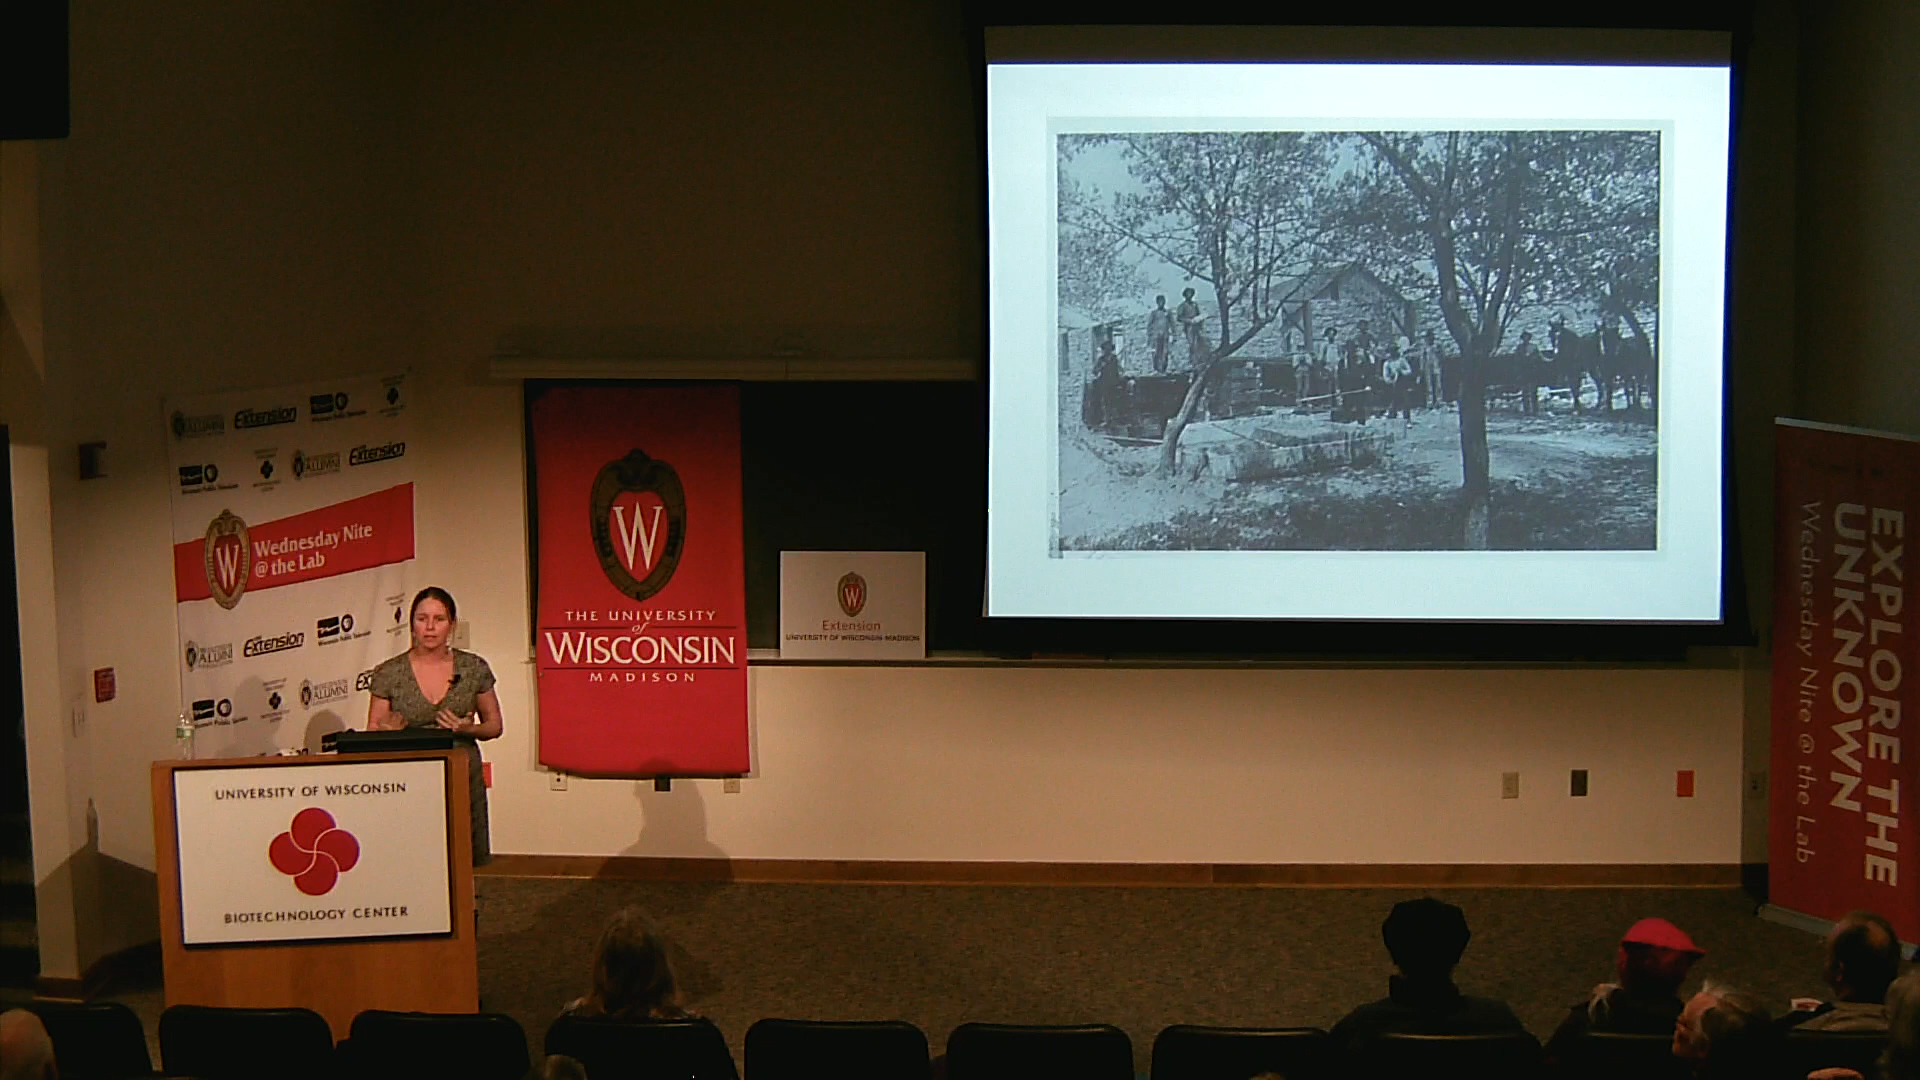 Extension
Extension
ALUMNI
Wednesday Nite
@ the Lab
W
Extension
ALUMNI
ALUMNI
W
THE UNIVERSITY
of
WISCONSIN
MADISON
W
Extension
UNIVERSITY OF WISCONSIN-MADISON
UNIVERSITY OF WISCONSIN
BIOTECHNOLOGY CENTER
EXPLORE THE
UNKNOWN
Wednesday Nite @ the Lab